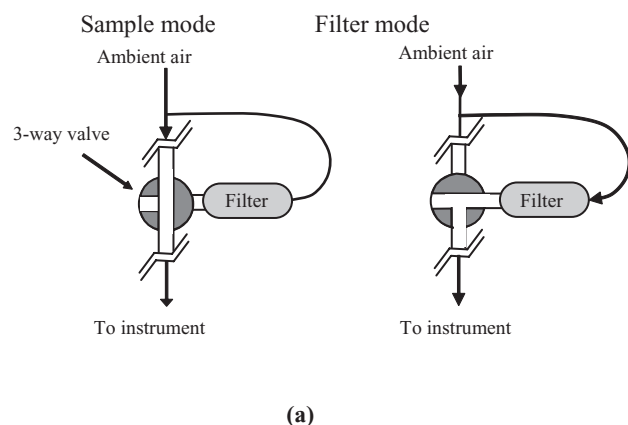 Sample mode
Ambient air
3-way valve
Filter
To instrument
Filter mode
Ambient air
Filter
To instrument
(a)